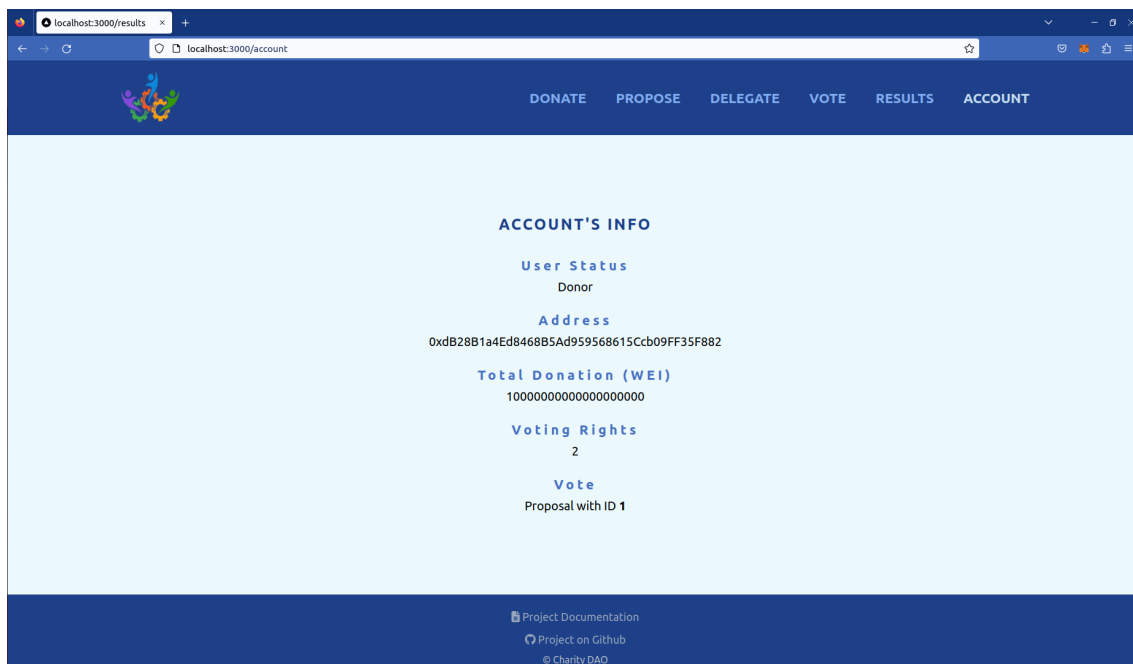 localhost:3000/results
localhost:3000/account
DONATE PROPOSE DELEGATE VOTE RESULTS ACCOUNT
ACCOUNT'S INFO
User Status
Donor
Address
0xdB28B1a4Ed8468B5Ad959568615Ccb09FF35F882
Total Donation (WEI)
10000000000000000000
Voting Rights
2
Vote
Proposal with ID 1
Project Documentation
Project on Github
© Charity DAO